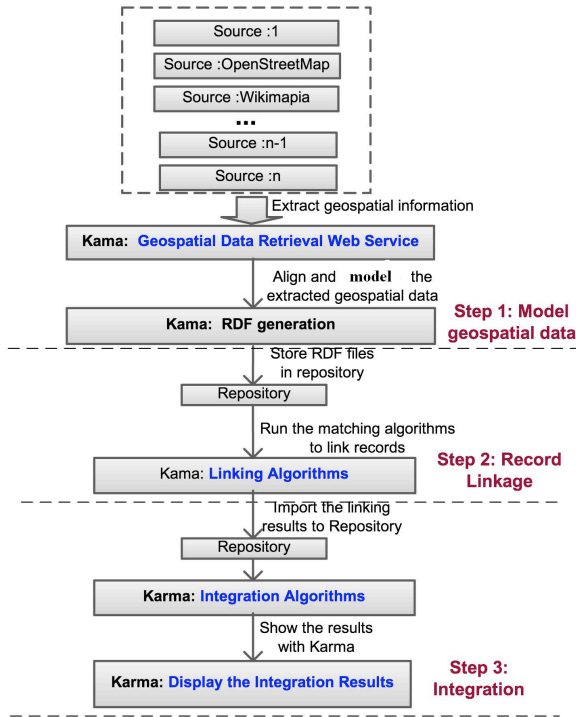 Source :1
Source :OpenStreetMap
Source :Wikimapia
...
Source :n-1
Source :n
Extract geospatial information
Kama: Geospatial Data Retrieval Web Service
Align and model the
extracted geospatial data
Step 1: Model
geospatial data
Kama: RDF generation
Store RDF files
in repository
Repository
Run the matching algorithms
to link records
Step 2: Record
Linkage
Kama: Linking Algorithms
Import the linking
results to Repository
Repository
Karma: Integration Algorithms
Show the results
with Karma
Step 3:
Integration
Karma: Display the Integration Results